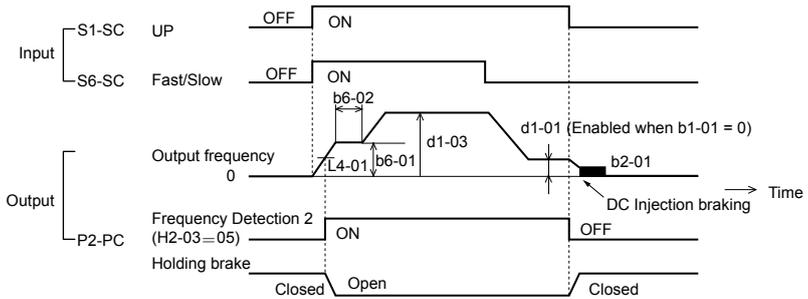 Input
S1-SC UP OFF ON
S6-SC Fast/Slow OFF ON
b6-02
d1-01 (Enabled when b1-01 = 0)
d1-03
Output frequency
0
L4-01
b6-01
b2-01
Time
DC Injection braking
Output
Frequency Detection 2
P2-PC (H2-03=05) ON OFF
Holding brake
Closed Open Closed